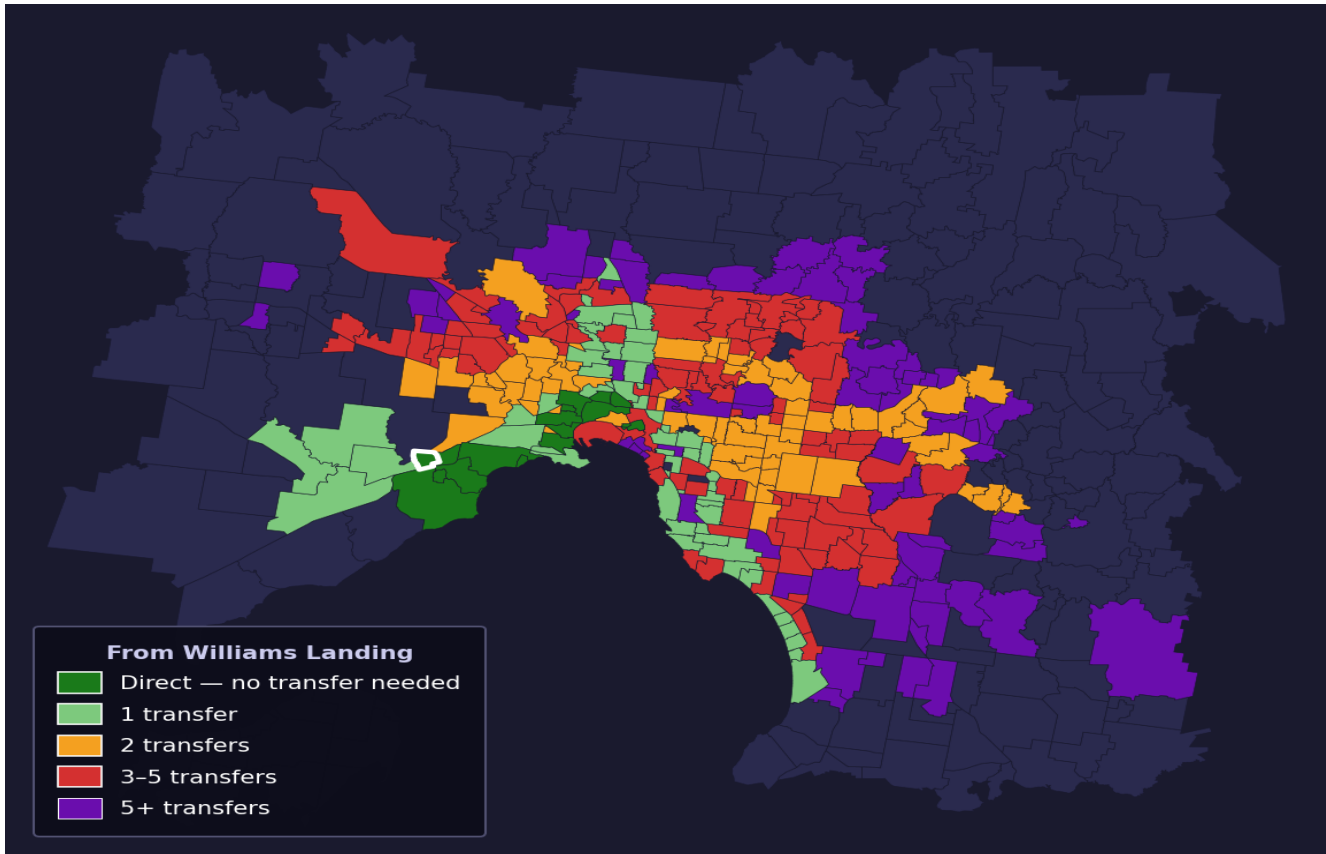 From Williams Landing
Direct — no transfer needed
1 transfer
2 transfers
3–5 transfers
5+ transfers